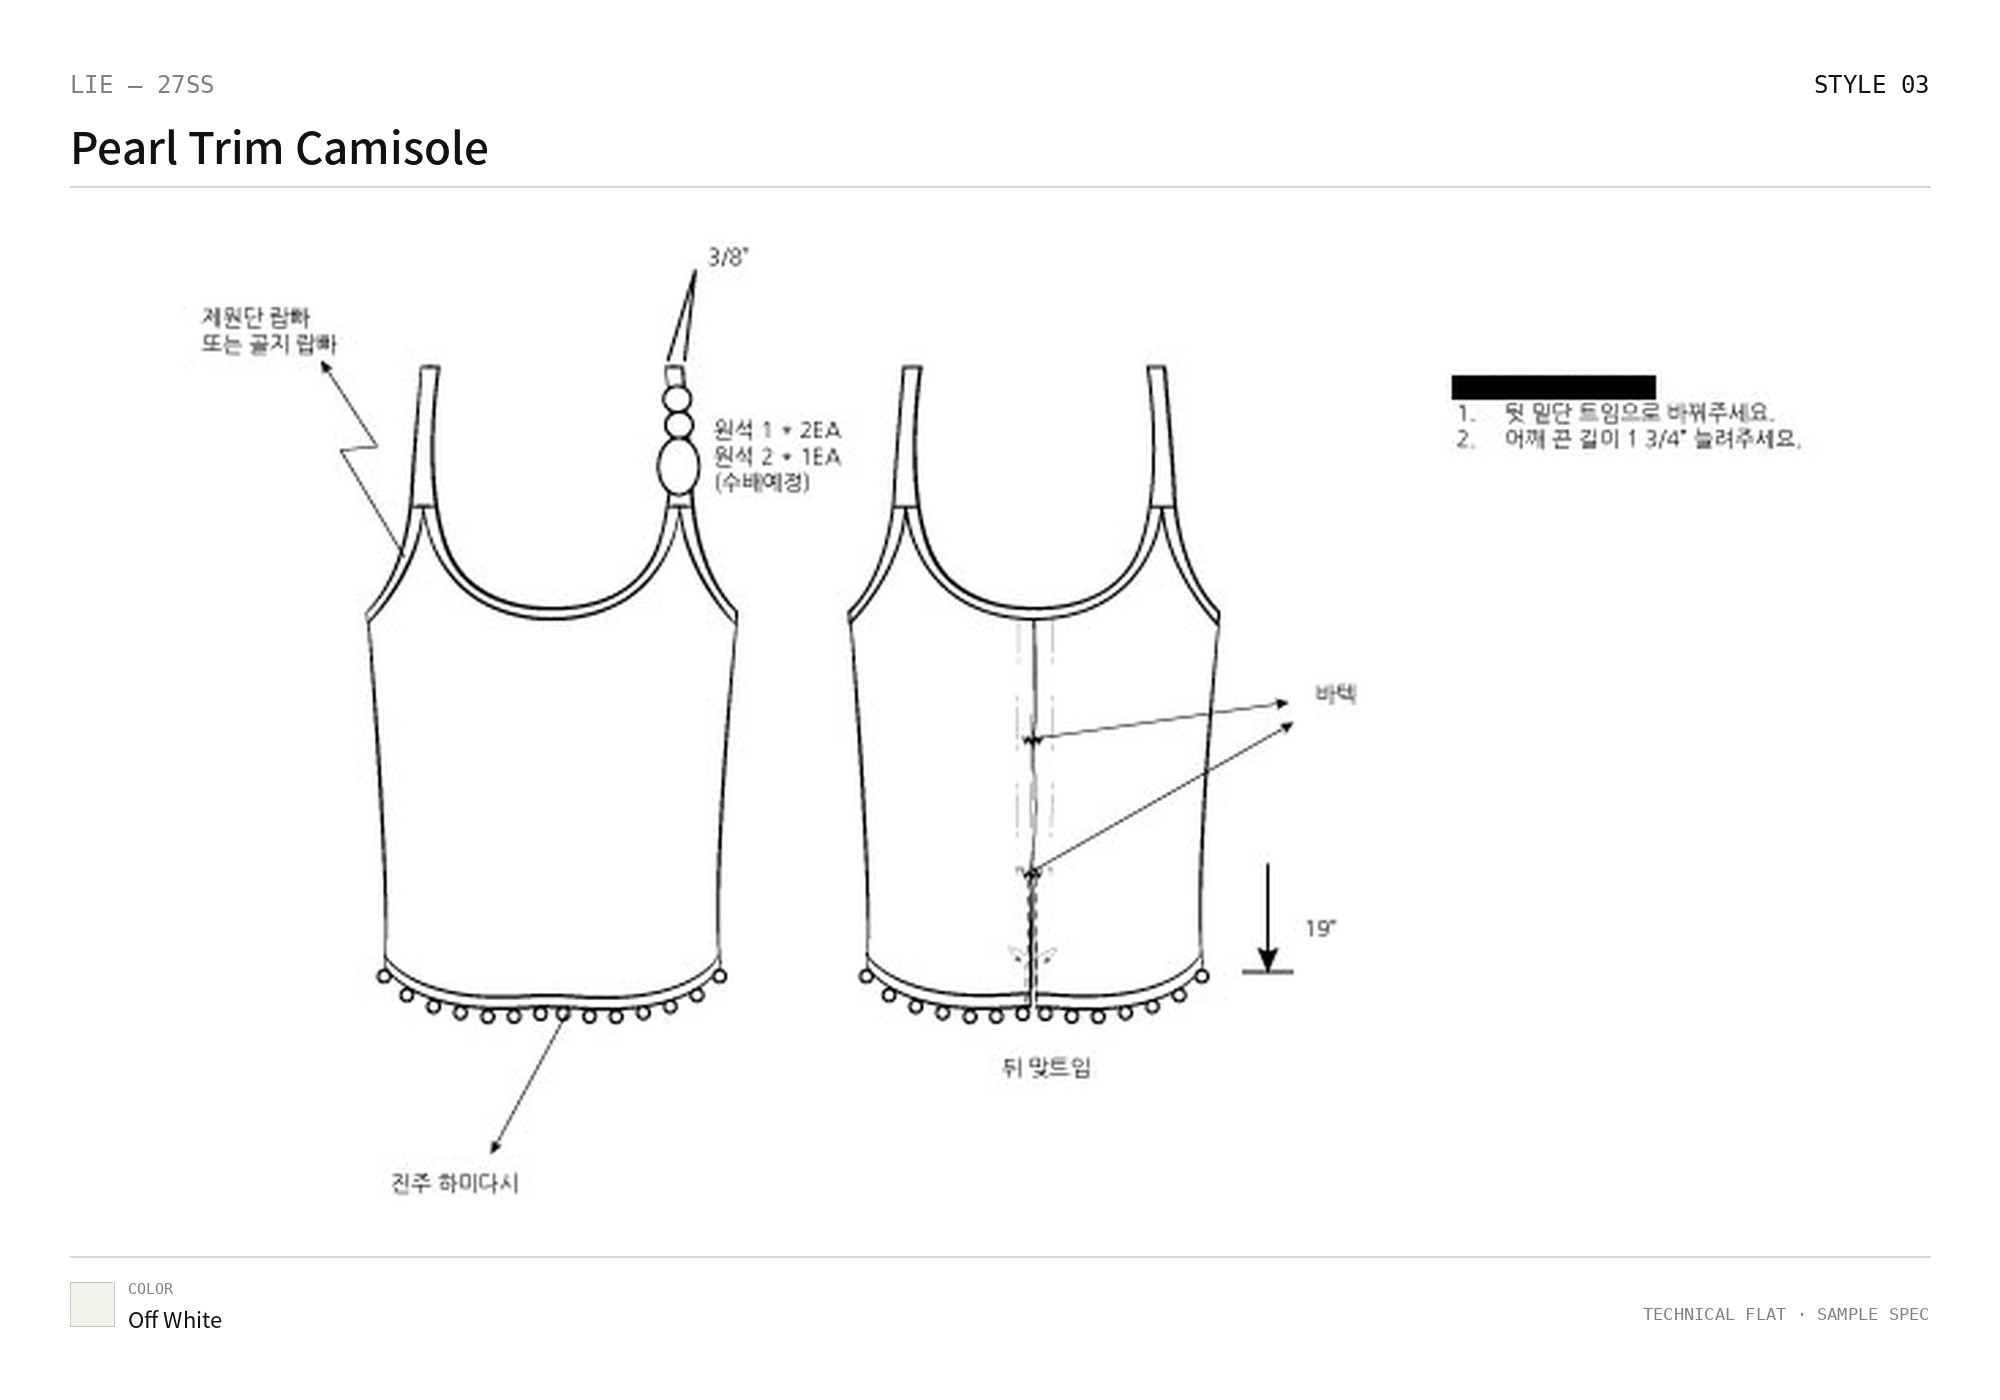 LIE — 27SS
STYLE 03
Pearl Trim Camisole
3/8"
제원단 랍빠
또는 골지 랍빠
원석 1 * 2EA
원석 2 * 1EA
(수배예정)
1. 뒷 밑단 트임으로 바꿔주세요.
2. 어깨 끈 길이 1 3/4" 늘려주세요.
바텍
19"
뒤 맞트임
진주 하미다시
COLOR
Off White
TECHNICAL FLAT · SAMPLE SPEC